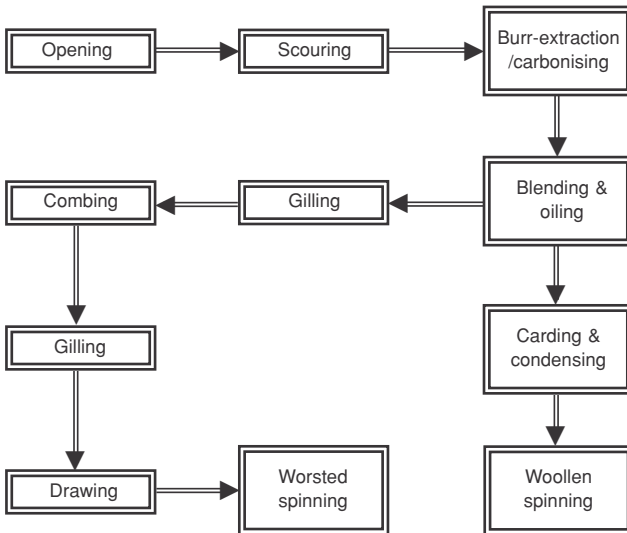 Opening
Scouring
Burr-extraction
/carbonising
Combing
Gilling
Blending &
oiling
Gilling
Carding &
condensing
Drawing
Worsted
spinning
Woollen
spinning